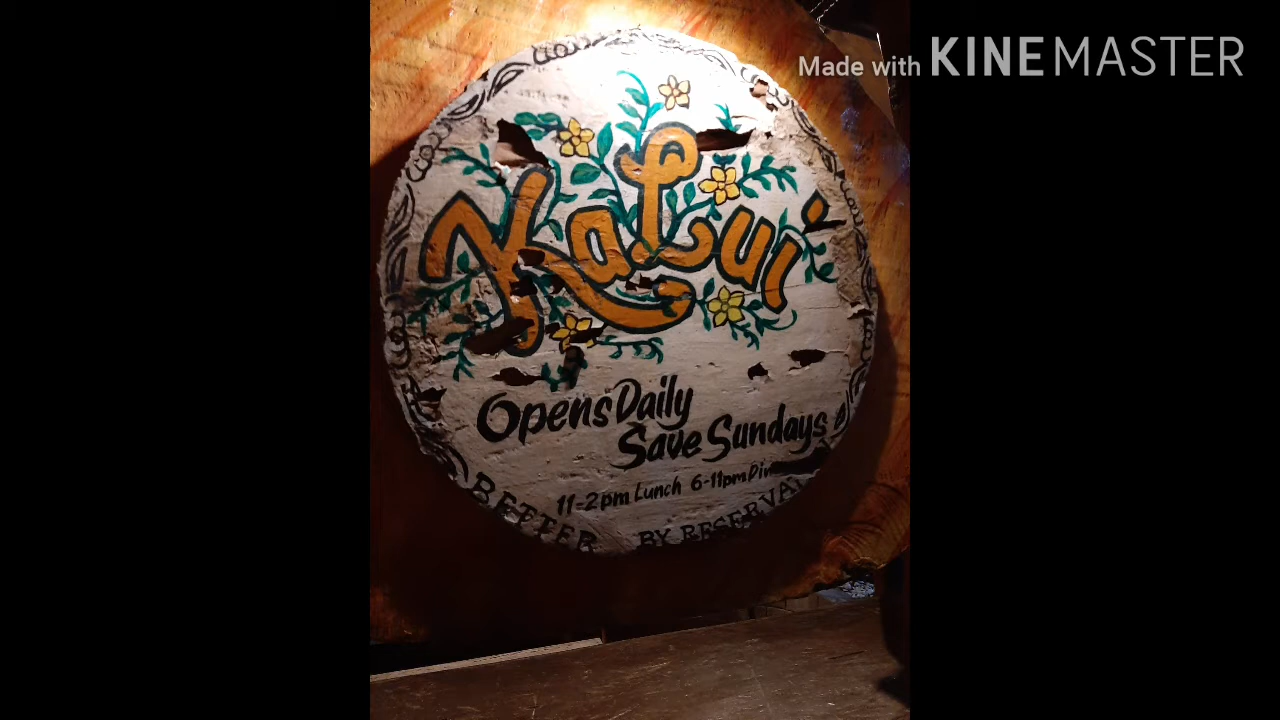 Made with KINEMASTER
KaLui
Opens Daily
Save Sundays
11-2pm Lunch 6-11pm
BETTER BY